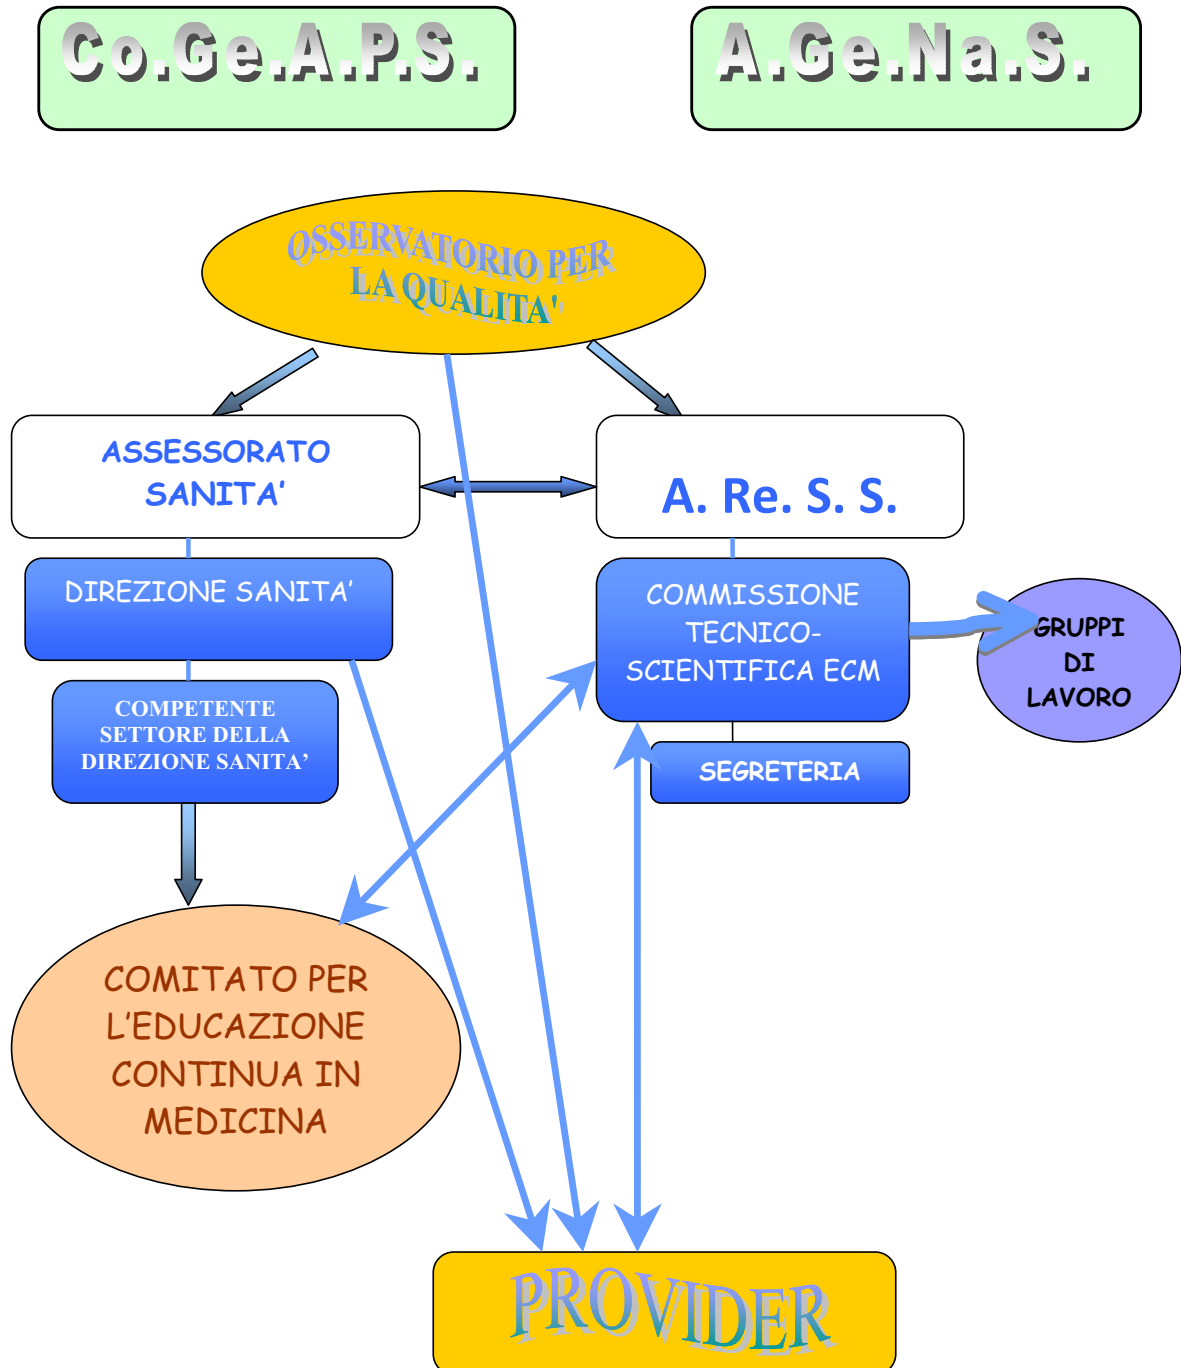 Co.Ge.A.P.S.
A.Ge.Na.S.
OSSERVATORIO PER
LA QUALITA'
ASSESSORATO
SANITA’
A. Re. S. S.
DIREZIONE SANITA’
COMMISSIONE
TECNICO-
SCIENTIFICA ECM
GRUPPI
DI
LAVORO
COMPETENTE
SETTORE DELLA
DIREZIONE SANITA’
SEGRETERIA
COMITATO PER
L’EDUCAZIONE
CONTINUA IN
MEDICINA
PROVIDER